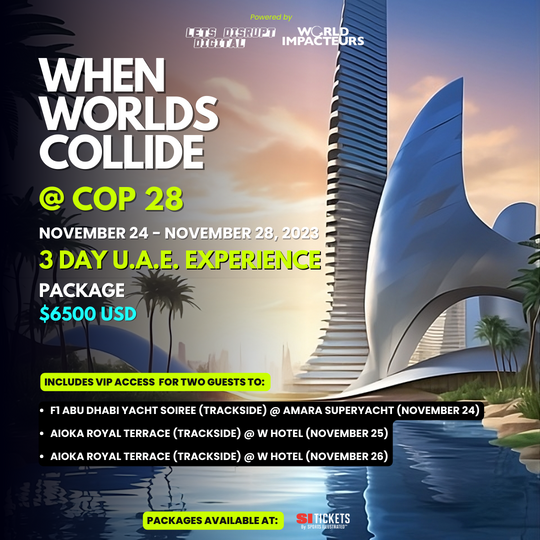 Powered by
LETS DISRUPT
DIGITAL
WORLD
IMPACTEURS
WHEN
WORLDS
COLLIDE
@ COP 28
NOVEMBER 24 - NOVEMBER 28, 2023
3 DAY U.A.E. EXPERIENCE
PACKAGE
$6500 USD
INCLUDES VIP ACCESS FOR TWO GUESTS TO:
• F1 ABU DHABI YACHT SOIREE (TRACKSIDE) @ AMARA SUPERYACHT (NOVEMBER 24)
• AIOKA ROYAL TERRACE (TRACKSIDE) @ W HOTEL (NOVEMBER 25)
• AIOKA ROYAL TERRACE (TRACKSIDE) @ W HOTEL (NOVEMBER 26)
PACKAGES AVAILABLE AT:
SI TICKETS
By SPORTS ILLUSTRATED